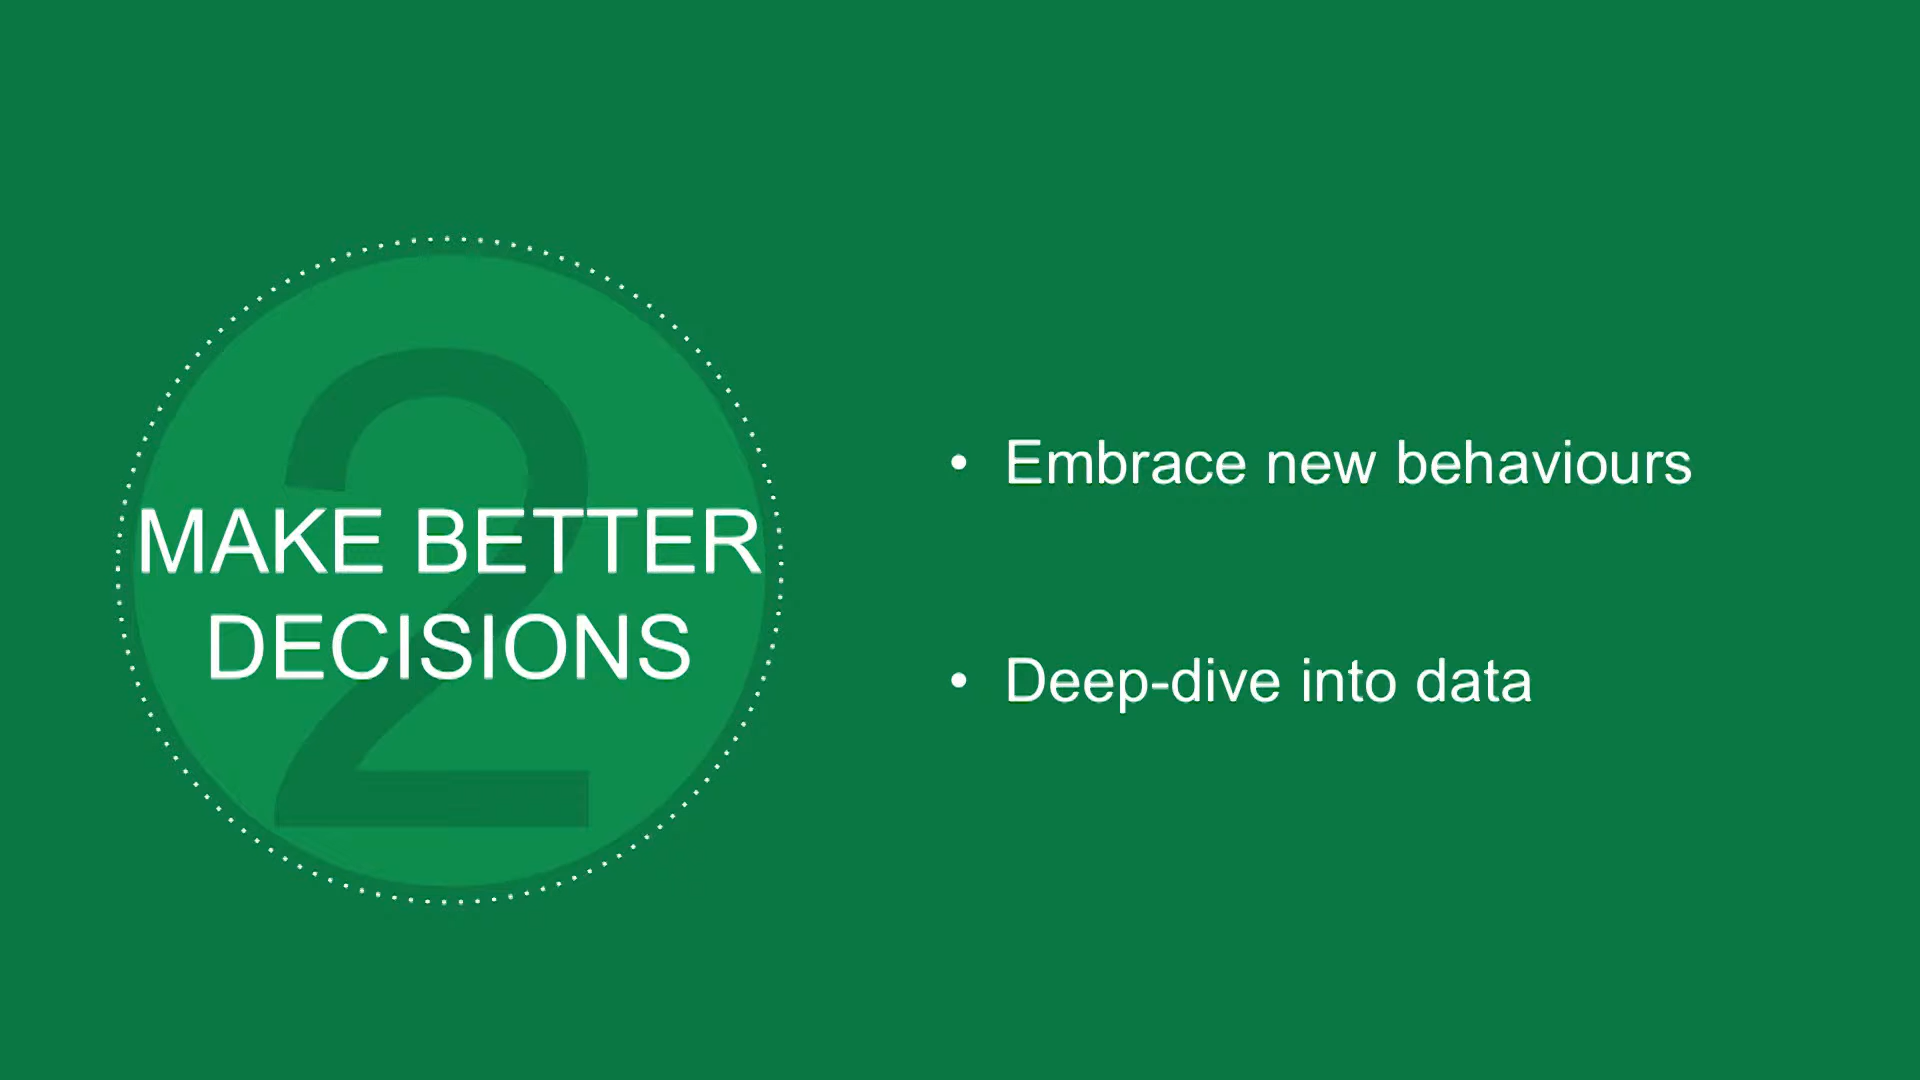 2
MAKE BETTER
DECISIONS
• Embrace new behaviours
• Deep-dive into data